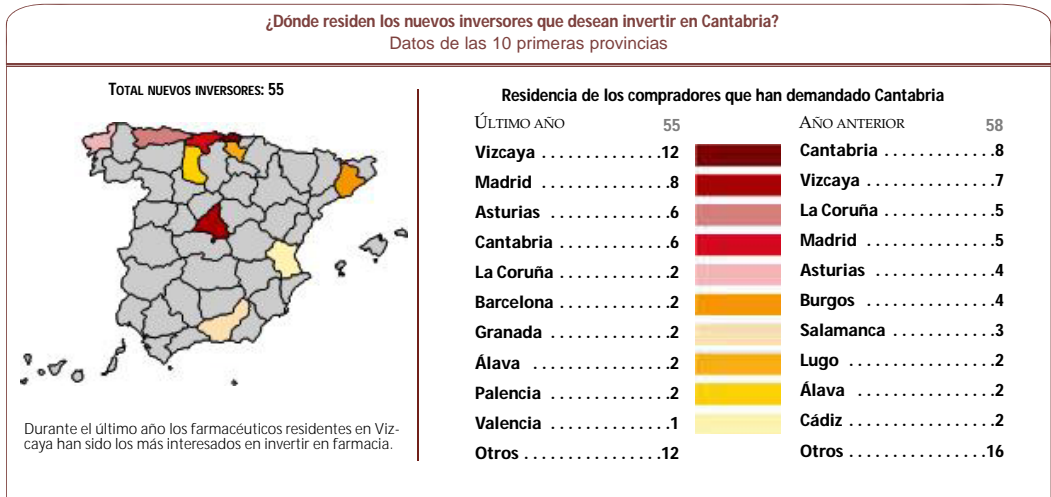 ¿Dónde residen los nuevos inversores que desean invertir en Cantabria?
Datos de las 10 primeras provincias
TOTAL NUEVOS INVERSORES: 55
Durante el último año los farmacéuticos residentes en Viz-
caya han sido los más interesados en invertir en farmacia.
Residencia de los compradores que han demandado Cantabria
ÚLTIMO AÑO 55
Vizcaya . . . . . . . . . . . . .12
Madrid . . . . . . . . . . . . . .8
Asturias . . . . . . . . . . . . .6
Cantabria . . . . . . . . . . . .6
La Coruña . . . . . . . . . . . .2
Barcelona . . . . . . . . . . . .2
Granada . . . . . . . . . . . . .2
Álava . . . . . . . . . . . . . . .2
Palencia . . . . . . . . . . . . .2
Valencia . . . . . . . . . . . . .1
Otros . . . . . . . . . . . . . . .12
AÑO ANTERIOR 58
Cantabria . . . . . . . . . . . .8
Vizcaya . . . . . . . . . . . . . .7
La Coruña . . . . . . . . . . . .5
Madrid . . . . . . . . . . . . . .5
Asturias . . . . . . . . . . . . .4
Burgos . . . . . . . . . . . . . .4
Salamanca . . . . . . . . . . . .3
Lugo . . . . . . . . . . . . . . .2
Álava . . . . . . . . . . . . . . .2
Cádiz . . . . . . . . . . . . . . .2
Otros . . . . . . . . . . . . . . .16